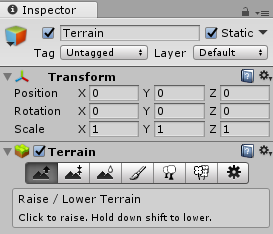 Inspector
Terrain Static
Tag Untagged Layer Default
Transform
Position X 0 Y 0 Z 0
Rotation X 0 Y 0 Z 0
Scale X 1 Y 1 Z 1
Terrain
Raise / Lower Terrain
Click to raise. Hold down shift to lower.